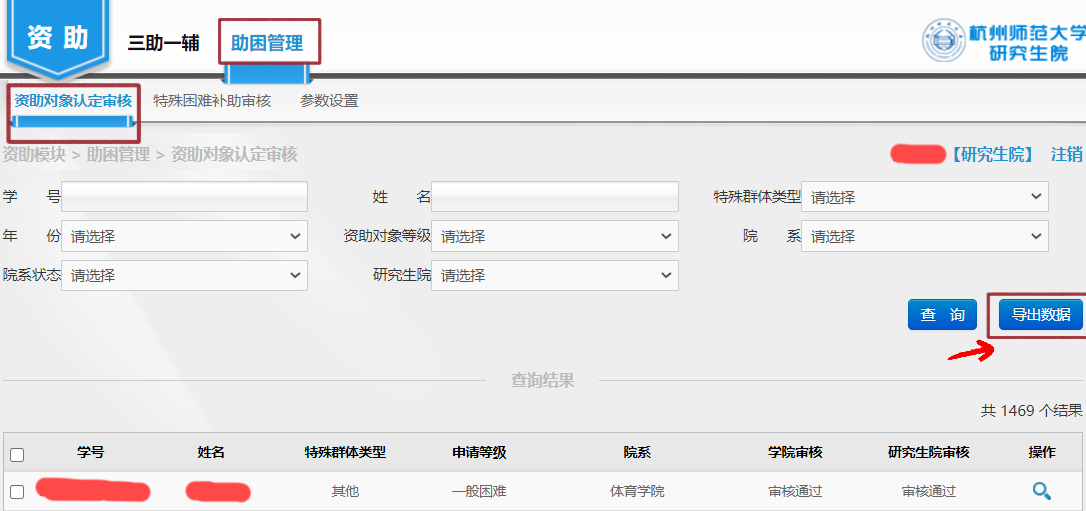 资助
三助一辅
助困管理
杭州师范大学
研究生院
资助对象认定审核
特殊困难补助审核
参数设置
资助模块 > 助困管理 > 资助对象认定审核
【研究生院】
注销
学 号
姓 名
特殊群体类型
请选择
年 份
请选择
资助对象等级
请选择
院 系
请选择
院系状态
请选择
研究生院
请选择
查 询
导出数据
查询结果
共 1469 个结果
学号
姓名
特殊群体类型
申请等级
院系
学院审核
研究生院审核
操作
其他
一般困难
体育学院
审核通过
审核通过